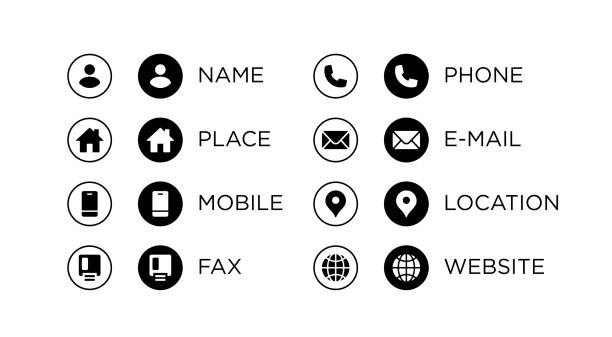 NAME
PHONE
PLACE
E-MAIL
MOBILE
LOCATION
FAX
WEBSITE